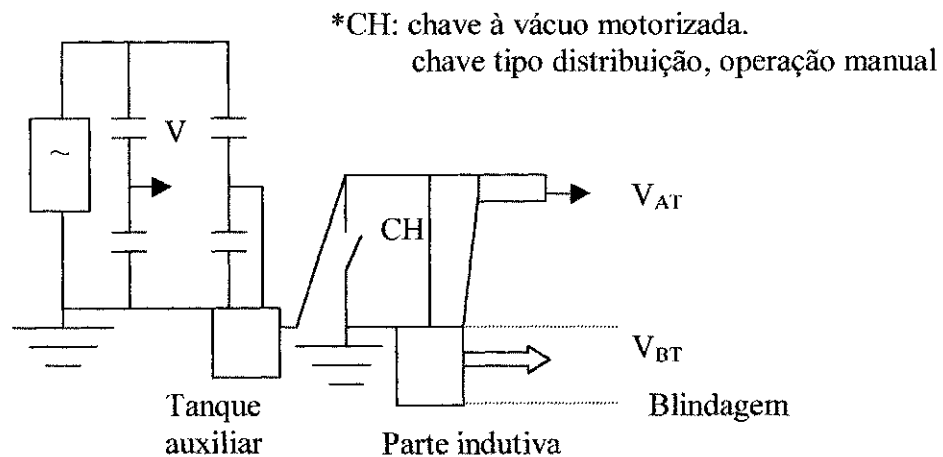 *CH: chave à vácuo motorizada.
chave tipo distribuição, operação manual
~
V
CH
V_AT
V_BT
Tanque
auxiliar
Parte indutiva
Blindagem